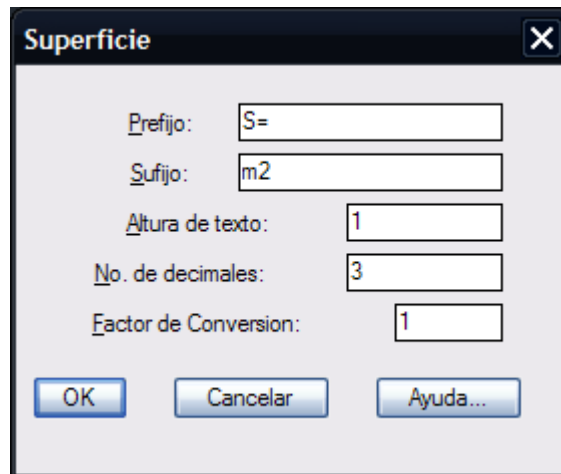 Superficie
Prefijo: S=
Sufijo: m2
Altura de texto: 1
No. de decimales: 3
Factor de Conversion: 1
OK Cancelar Ayuda...